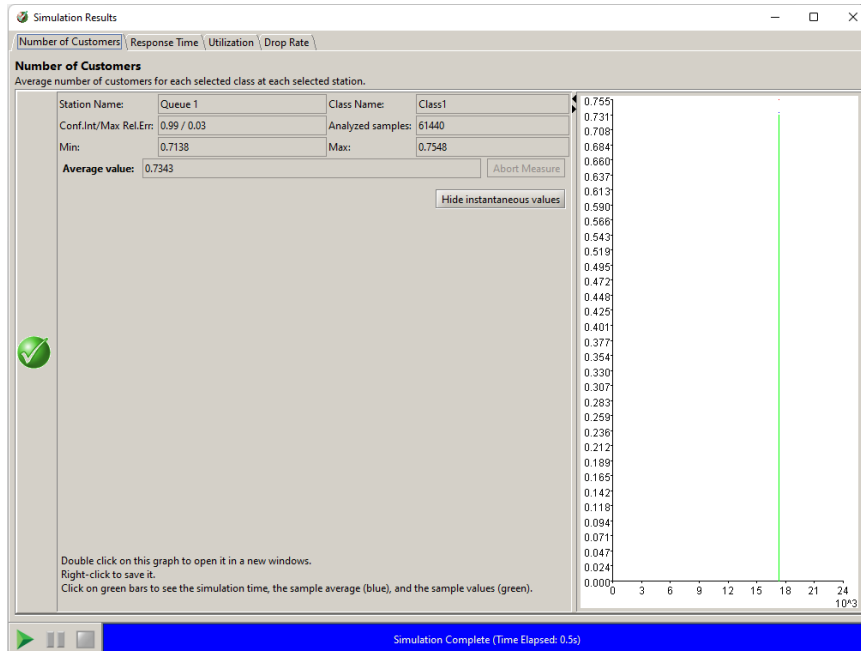 Simulation Results
Number of Customers Response Time Utilization Drop Rate
Number of Customers
Average number of customers for each selected class at each selected station.
Station Name: Queue 1 Class Name: Class1
Conf.Int/Max Rel.Err: 0.99 / 0.03 Analyzed samples: 61440
Min: 0.7138 Max: 0.7548
Average value: 0.7343 Abort Measure
Hide instantaneous values
0.755
0.731
0.708
0.684
0.660
0.637
0.613
0.590
0.566
0.543
0.519
0.495
0.472
0.448
0.425
0.401
0.377
0.354
0.330
0.307
0.283
0.259
0.236
0.212
0.189
0.165
0.142
0.118
0.094
0.071
0.047
0.024
0.000
0 3 6 9 12 15 18 21 24
10^3
Double click on this graph to open it in a new windows.
Right-click to save it.
Click on green bars to see the simulation time, the sample average (blue), and the sample values (green).
Simulation Complete (Time Elapsed: 0.5s)